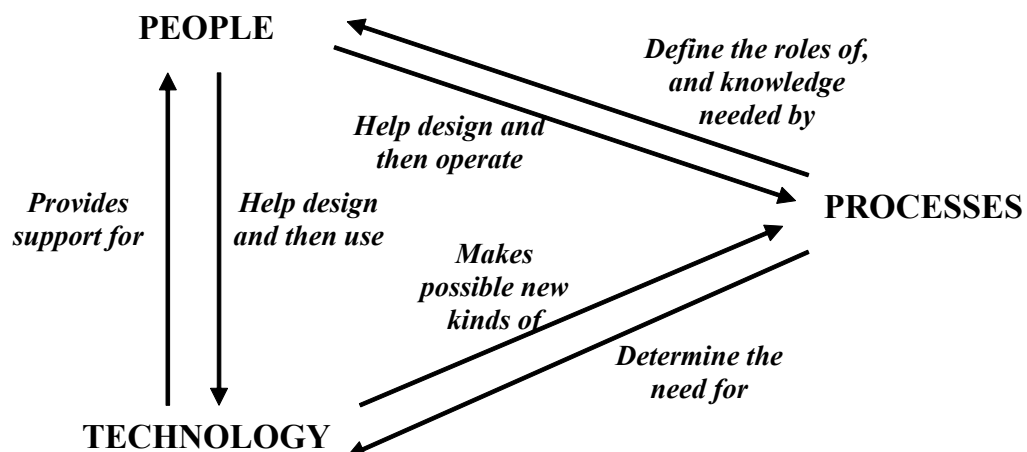 PEOPLE
Define the roles of,
and knowledge
needed by
Help design and
then operate
Provides
support for
Help design
and then use
PROCESSES
Makes
possible new
kinds of
Determine the
need for
TECHNOLOGY